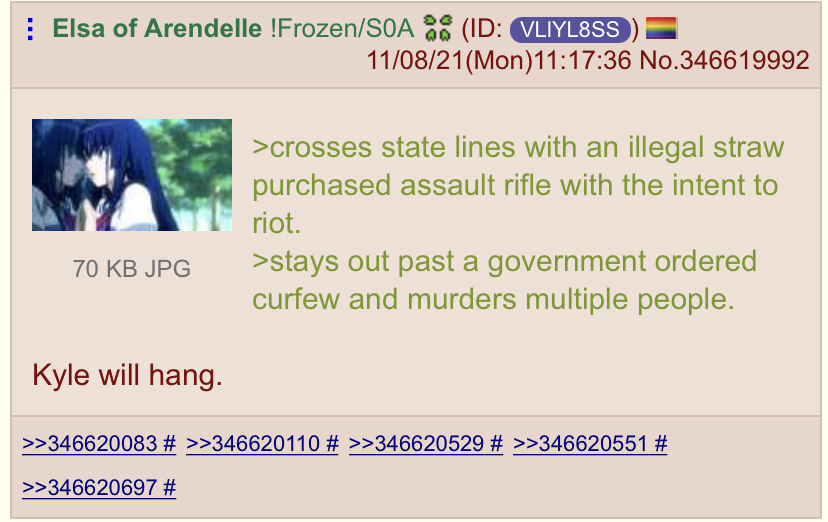 Elsa of Arendelle !Frozen/S0A (ID: VLIYL8SS)
11/08/21(Mon)11:17:36 No.346619992
>crosses state lines with an illegal straw
purchased assault rifle with the intent to
riot.
>stays out past a government ordered
curfew and murders multiple people.
70 KB JPG
Kyle will hang.
>>346620083 # >>346620110 # >>346620529 # >>346620551 #
>>346620697 #